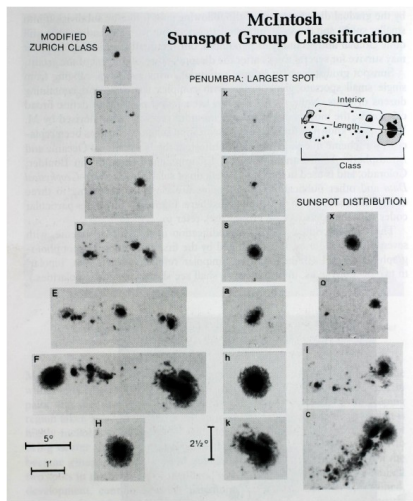 McIntosh
Sunspot Group Classification
MODIFIED
ZURICH CLASS
A
B
C
D
E
F
H
5°
1'
PENUMBRA: LARGEST SPOT
x
r
s
a
h
k
2½°
Interior
Length
Class
SUNSPOT DISTRIBUTION
x
o
i
c